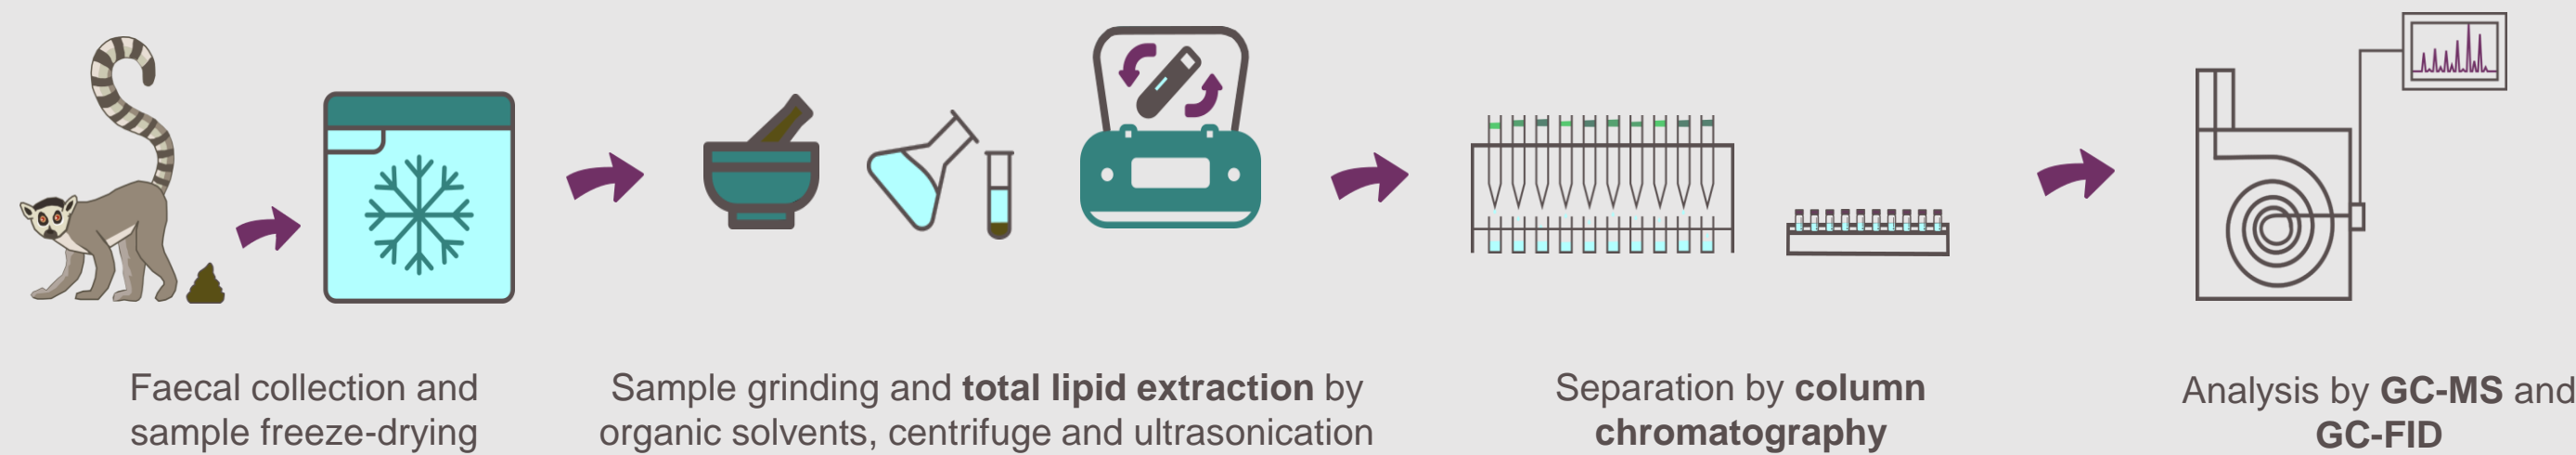 Faecal collection and
sample freeze-drying
Sample grinding and total lipid extraction by
organic solvents, centrifuge and ultrasonication
Separation by column
chromatography
Analysis by GC-MS and
GC-FID